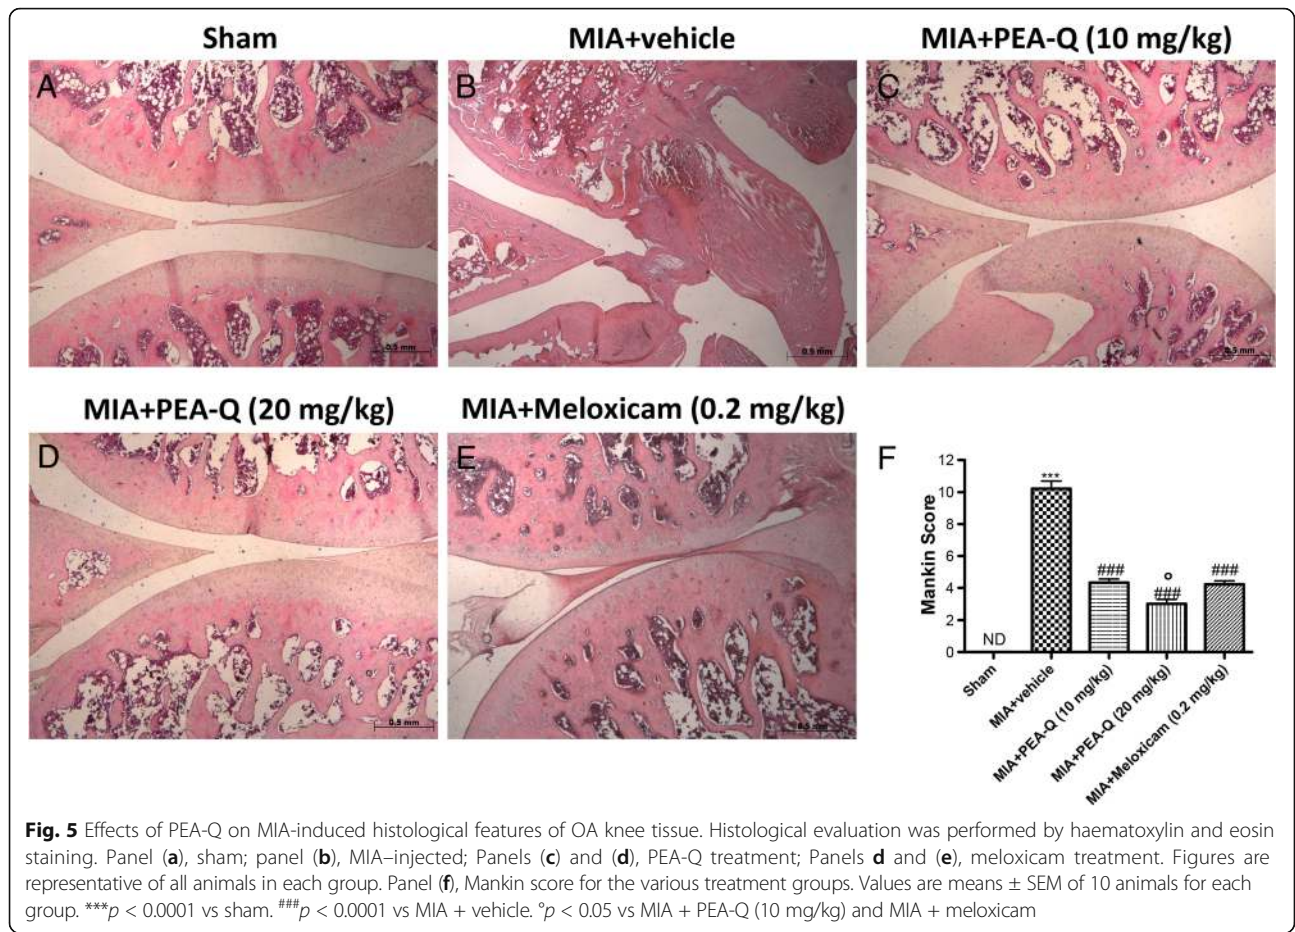 Sham
MIA+vehicle
MIA+PEA-Q (10 mg/kg)
A
B
C
0.5 mm
0.5 mm
0.5 mm
MIA+PEA-Q (20 mg/kg)
MIA+Meloxicam (0.2 mg/kg)
D
E
F
0.5 mm
0.5 mm
Mankin Score
12
10
8
6
4
2
0
ND
***
###
°
###
###
Sham
MIA+vehicle
MIA+PEA-Q (10 mg/kg)
MIA+PEA-Q (20 mg/kg)
MIA+Meloxicam (0.2 mg/kg)
Fig. 5 Effects of PEA-Q on MIA-induced histological features of OA knee tissue. Histological evaluation was performed by haematoxylin and eosin
staining. Panel (a), sham; panel (b), MIA–injected; Panels (c) and (d), PEA-Q treatment; Panels d and (e), meloxicam treatment. Figures are
representative of all animals in each group. Panel (f), Mankin score for the various treatment groups. Values are means ± SEM of 10 animals for each
group. ***p < 0.0001 vs sham. ###p < 0.0001 vs MIA + vehicle. °p < 0.05 vs MIA + PEA-Q (10 mg/kg) and MIA + meloxicam